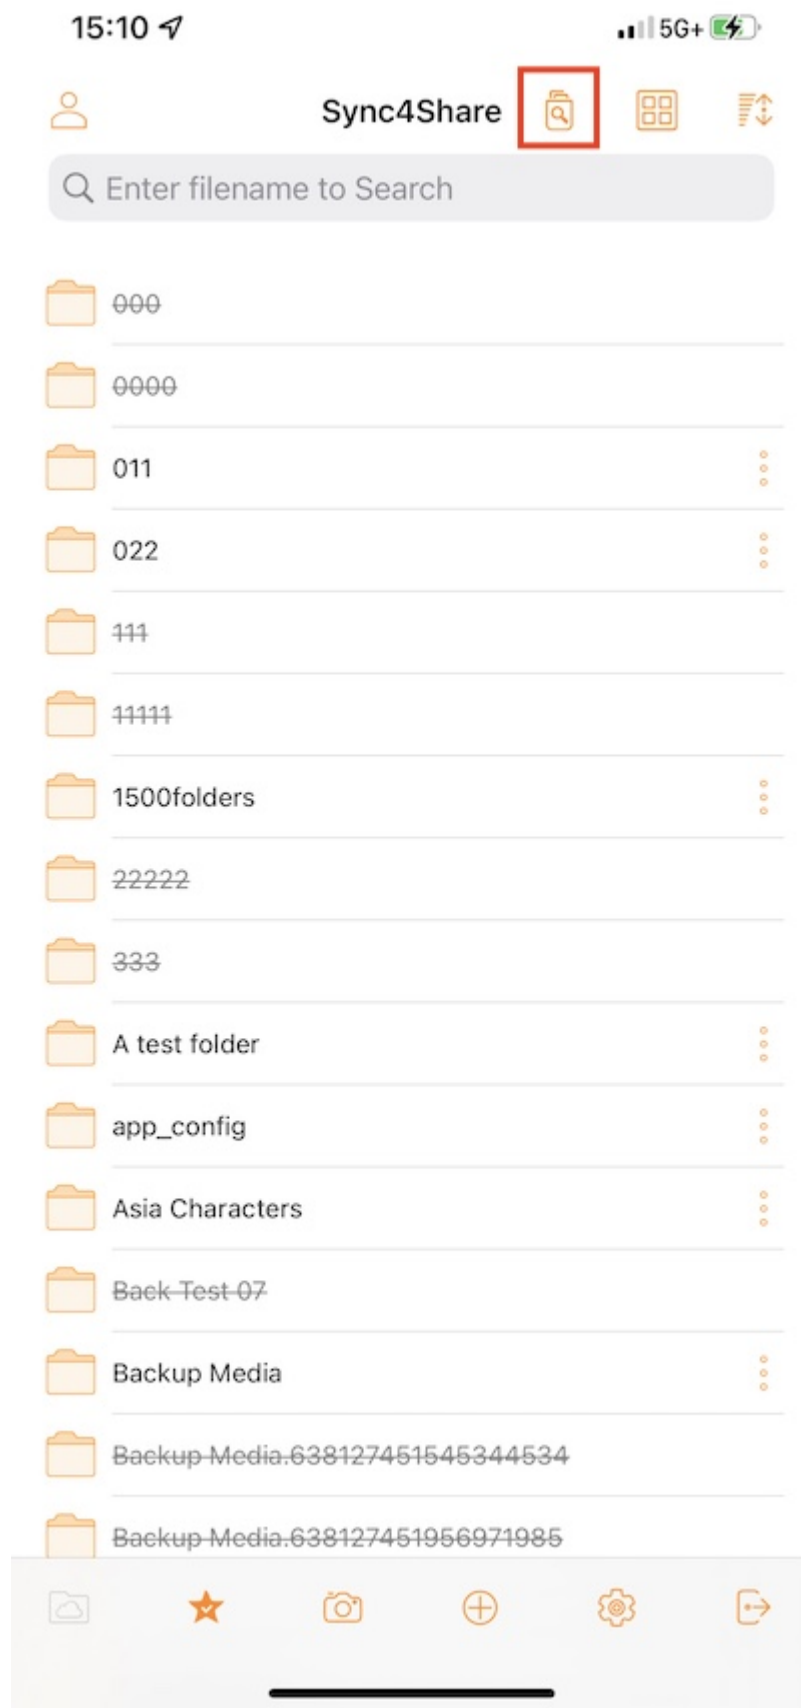 15:10 5G+
Sync4Share
Enter filename to Search
000
0000
011
022
111
11111
1500folders
22222
333
A test folder
app_config
Asia Characters
Back Test 07
Backup Media
Backup Media.638127451545344534
Backup Media.638127451956971985